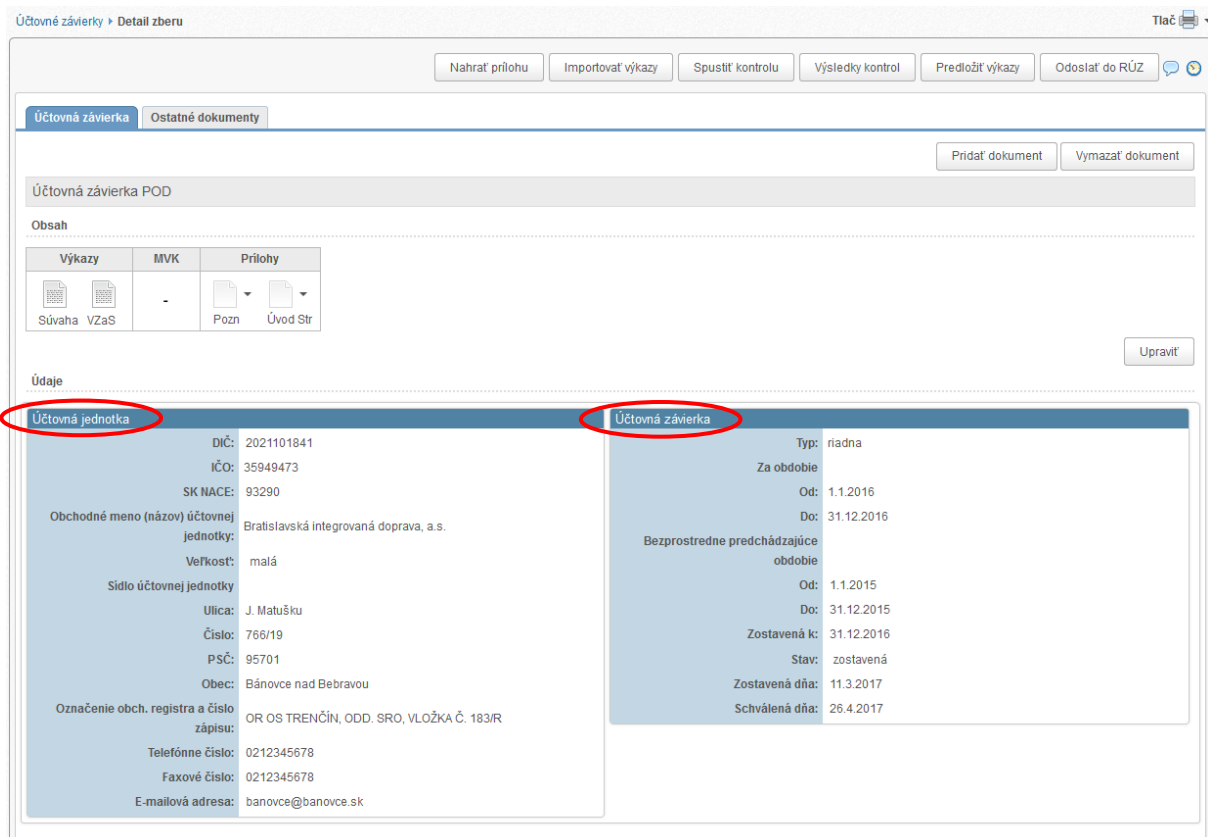 Účtovné závierky Detail zberu
Tlač
Nahrať prílohu Importovať výkazy Spustiť kontrolu Výsledky kontrol Predložiť výkazy Odoslať do RÚZ
Účtovná závierka Ostatné dokumenty
Pridať dokument Vymazať dokument
Účtovná závierka POD
Obsah
Výkazy MVK Prílohy
-
Súvaha VZaS Pozn Úvod Str
Upraviť
Údaje
Účtovná jednotka
DIČ: 2021101841
IČO: 35949473
SK NACE: 93290
Obchodné meno (názov) účtovnej
jednotky: Bratislavská integrovaná doprava, a.s.
Veľkosť: malá
Sídlo účtovnej jednotky
Ulica: J. Matušku
Číslo: 766/19
PSČ: 95701
Obec: Bánovce nad Bebravou
Označenie obch. registra a číslo
zápisu: OR OS TRENČÍN, ODD. SRO, VLOŽKA Č. 183/R
Telefónne číslo: 0212345678
Faxové číslo: 0212345678
E-mailová adresa: banovce@banovce.sk
Účtovná závierka
Typ: riadna
Za obdobie
Od: 1.1.2016
Do: 31.12.2016
Bezprostredne predchádzajúce
obdobie
Od: 1.1.2015
Do: 31.12.2015
Zostavená k: 31.12.2016
Stav: zostavená
Zostavená dňa: 11.3.2017
Schválená dňa: 26.4.2017